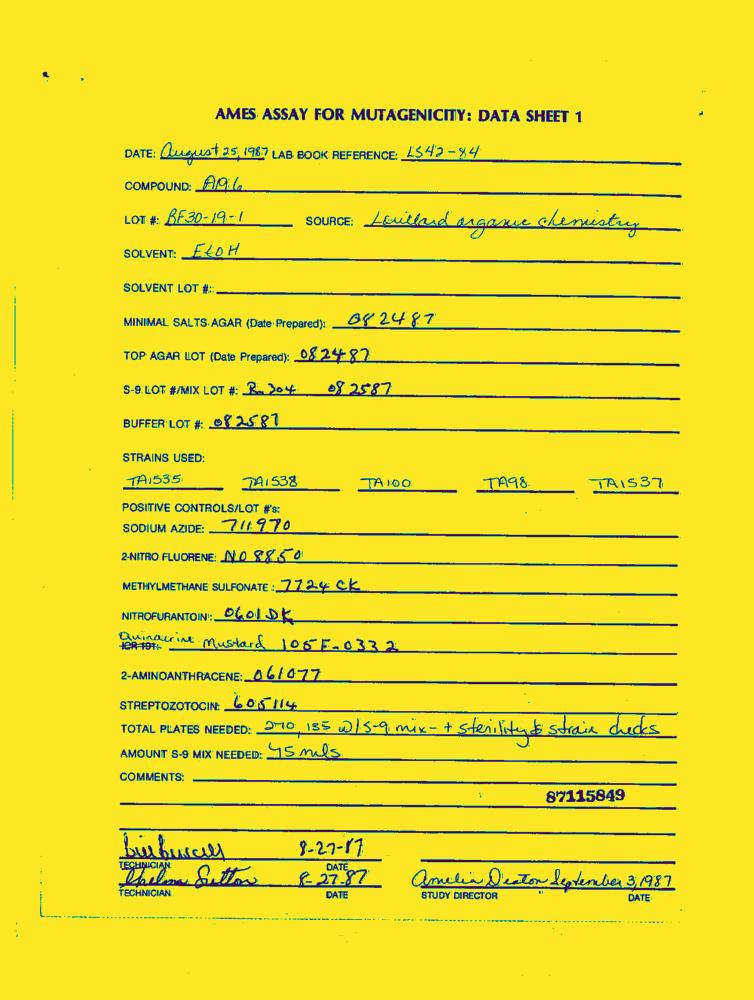 AMES ASSAY FOR MUTAGENICITY: DATA SHEET 1
DATE: August 25, 1987 LAB BOOK REFERENCE: LS42-84
COMPOUND: A96
LOT #: BF30-19-1 SOURCE: Lorillard organic chemistry
SOLVENT: EtOH
SOLVENT LOT #:
MINIMAL SALTS AGAR (Date Prepared): 082487
TOP AGAR LOT (Date Prepared): 082487
S-9 LOT #/MIX LOT #: R304 082587
BUFFER LOT #: 082587
STRAINS USED:
TA1535 TA1538 TA100 TA98 TA1537
POSITIVE CONTROLS/LOT #'s:
SODIUM AZIDE: 711970
2-NITRO FLUORENE: NO 8850
METHYLMETHANE SULFONATE: 7724 CK
NITROFURANTOIN: 0601 DK
Quinacrine Mustard 105F-0332
ICR 191:
2-AMINOANTHRACENE: 061077
STREPTOZOTOCIN: 605114
TOTAL PLATES NEEDED: 270, 135 w/S-9 mix - + sterility & strain checks
AMOUNT S-9 MIX NEEDED: 45 mls
COMMENTS:
87115849
8-27-87
TECHNICIAN DATE
Thelma Sutton 8-27-87 Amelia Deaton September 3, 1987
TECHNICIAN DATE STUDY DIRECTOR DATE